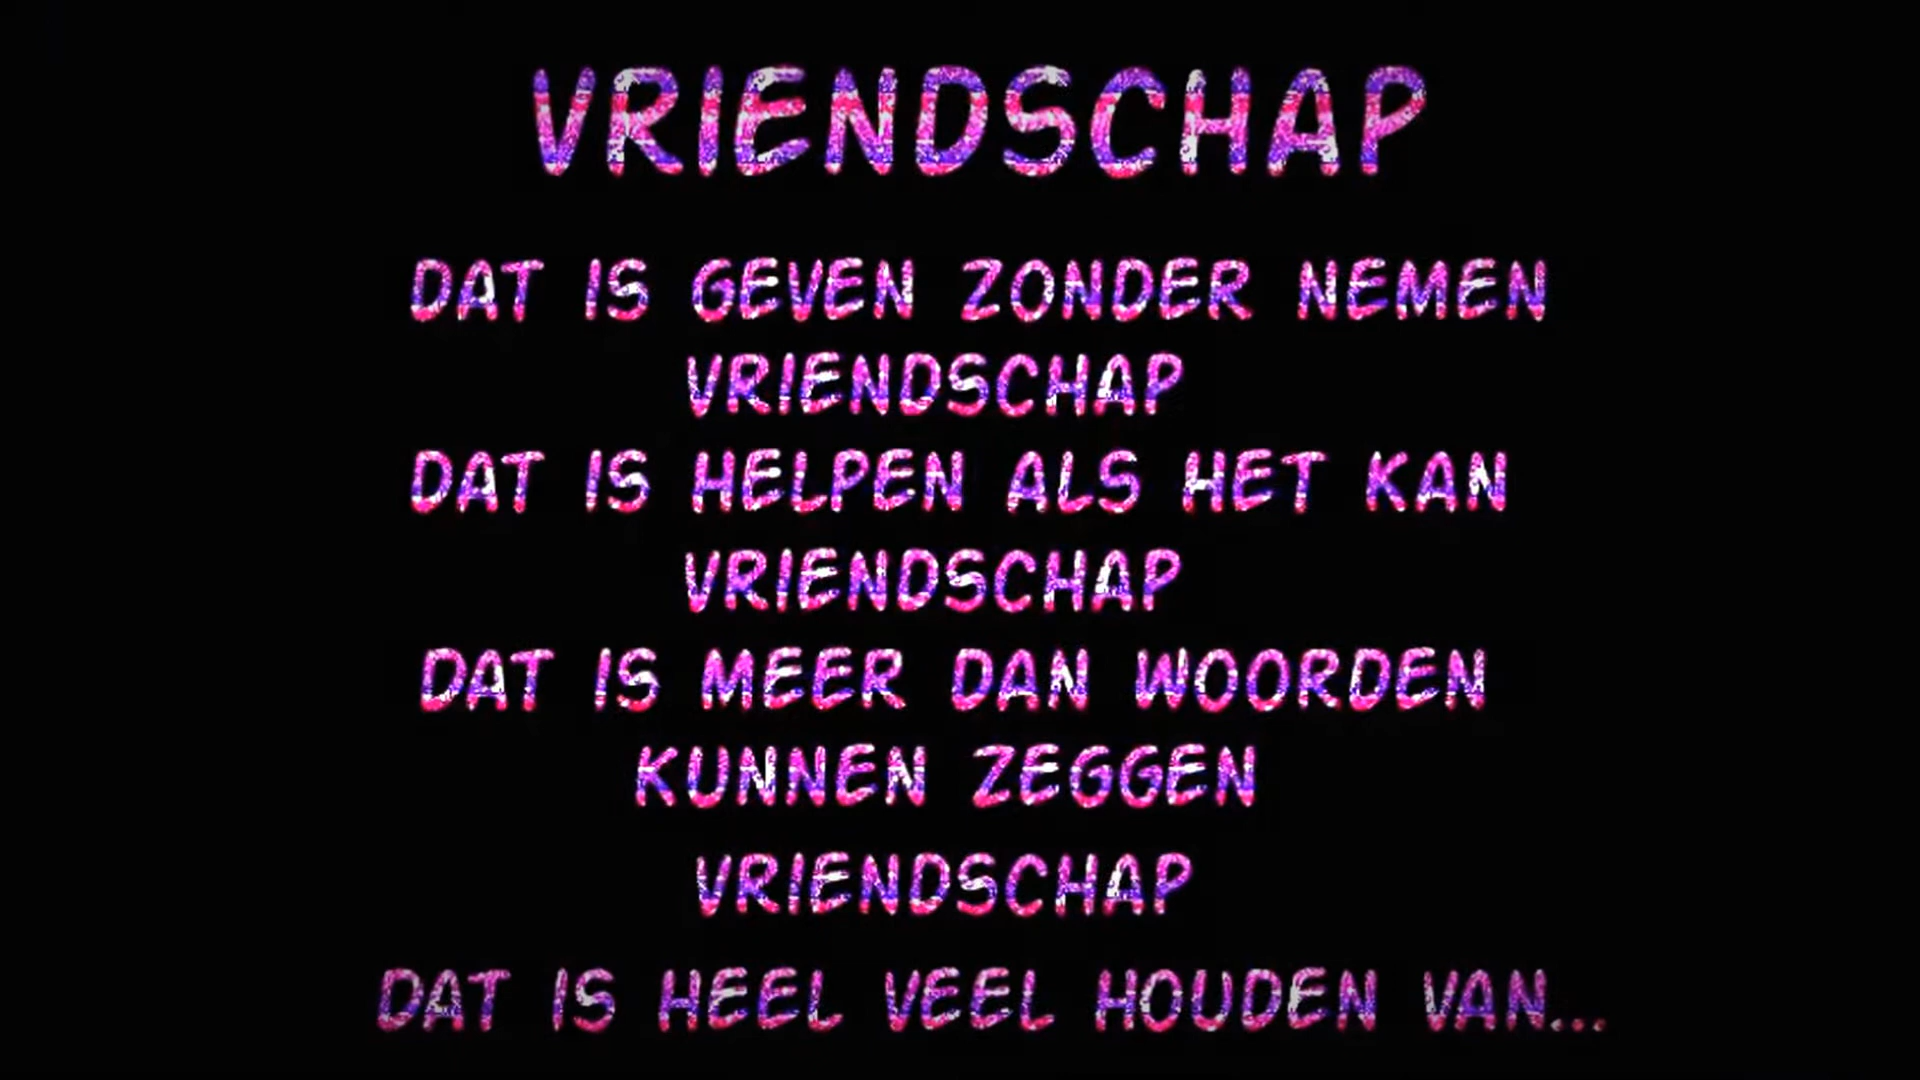 VRIENDSCHAP
DAT IS GEVEN ZONDER NEMEN
VRIENDSCHAP
DAT IS HELPEN ALS HET KAN
VRIENDSCHAP
DAT IS MEER DAN WOORDEN
KUNNEN ZEGGEN
VRIENDSCHAP
DAT IS HEEL VEEL HOUDEN VAN...